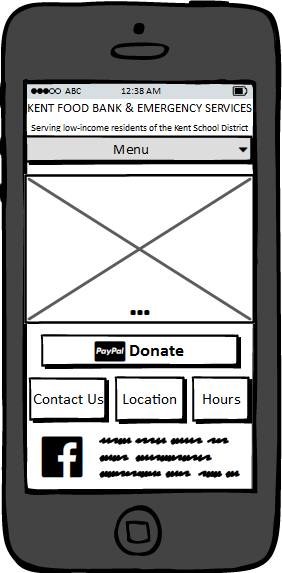 ABC 12:38 AM
KENT FOOD BANK & EMERGENCY SERVICES
Serving low-income residents of the Kent School District
Menu
PayPal Donate
Contact Us Location Hours
f